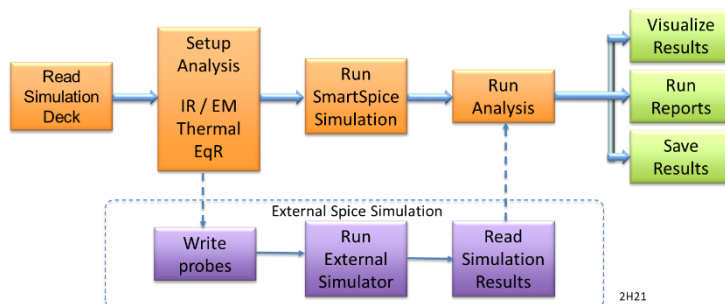 Read
Simulation
Deck
Setup
Analysis
IR / EM
Thermal
EqR
Run
SmartSpice
Simulation
Run
Analysis
Visualize
Results
Run
Reports
Save
Results
External Spice Simulation
Write
probes
Run
External
Simulator
Read
Simulation
Results
2H21